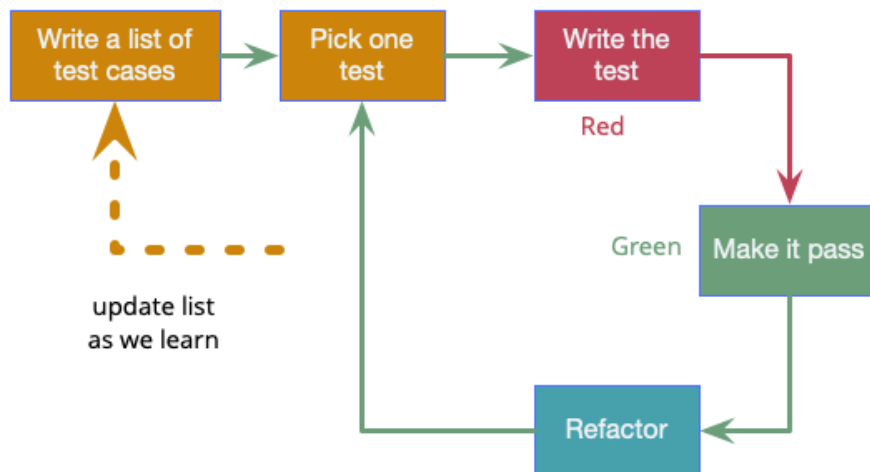 Write a list of
test cases
Pick one
test
Write the
test
Red
Green
Make it pass
update list
as we learn
Refactor